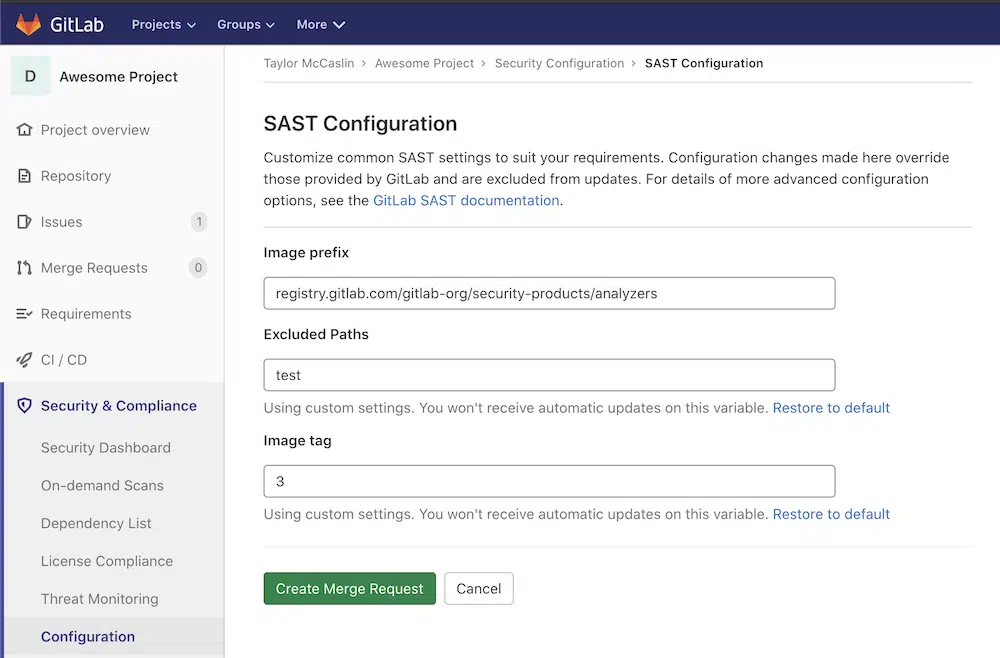 GitLab Projects Groups More
D Awesome Project
Project overview
Repository
Issues 1
Merge Requests 0
Requirements
CI / CD
Security & Compliance
Security Dashboard
On-demand Scans
Dependency List
License Compliance
Threat Monitoring
Configuration
Taylor McCaslin > Awesome Project > Security Configuration > SAST Configuration
SAST Configuration
Customize common SAST settings to suit your requirements. Configuration changes made here override
those provided by GitLab and are excluded from updates. For details of more advanced configuration
options, see the GitLab SAST documentation.
Image prefix
registry.gitlab.com/gitlab-org/security-products/analyzers
Excluded Paths
test
Using custom settings. You won't receive automatic updates on this variable. Restore to default
Image tag
3
Using custom settings. You won't receive automatic updates on this variable. Restore to default
Create Merge Request Cancel